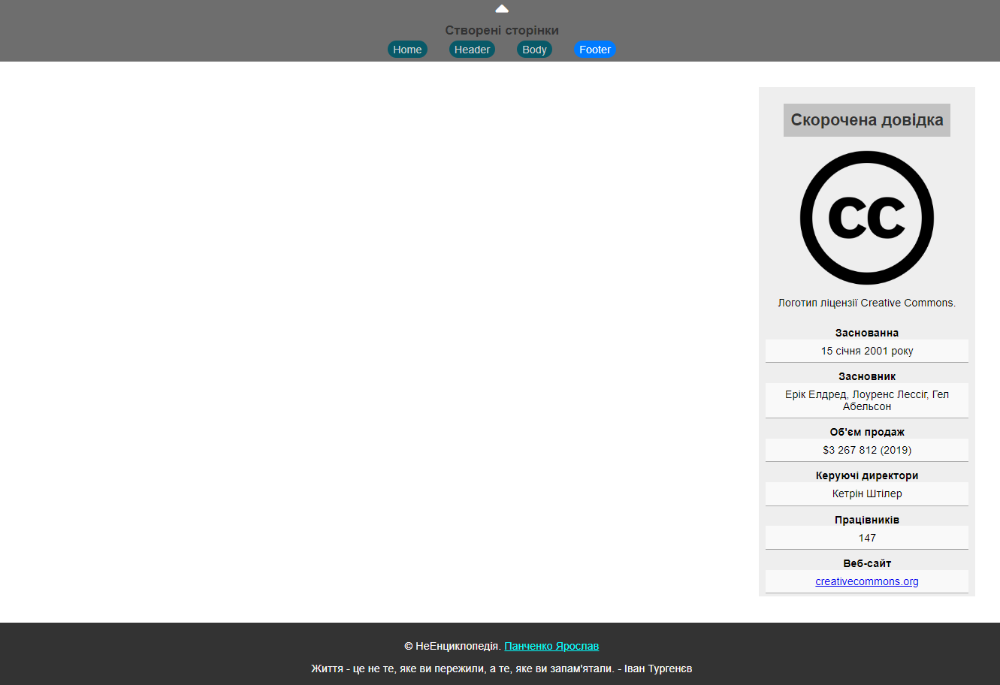 Створені сторінки
Home Header Body Footer
Скорочена довідка
cc
Логотип ліцензії Creative Commons.
Заснованна
15 січня 2001 року
Засновник
Ерік Елдред, Лоуренс Лессіг, Гел
Абельсон
Об'єм продаж
$3 267 812 (2019)
Керуючі директори
Кетрін Штілер
Працівників
147
Веб-сайт
creativecommons.org
© НеЕнциклопедія. Панченко Ярослав
Життя - це не те, яке ви пережили, а те, яке ви запам'ятали. - Іван Тургенєв